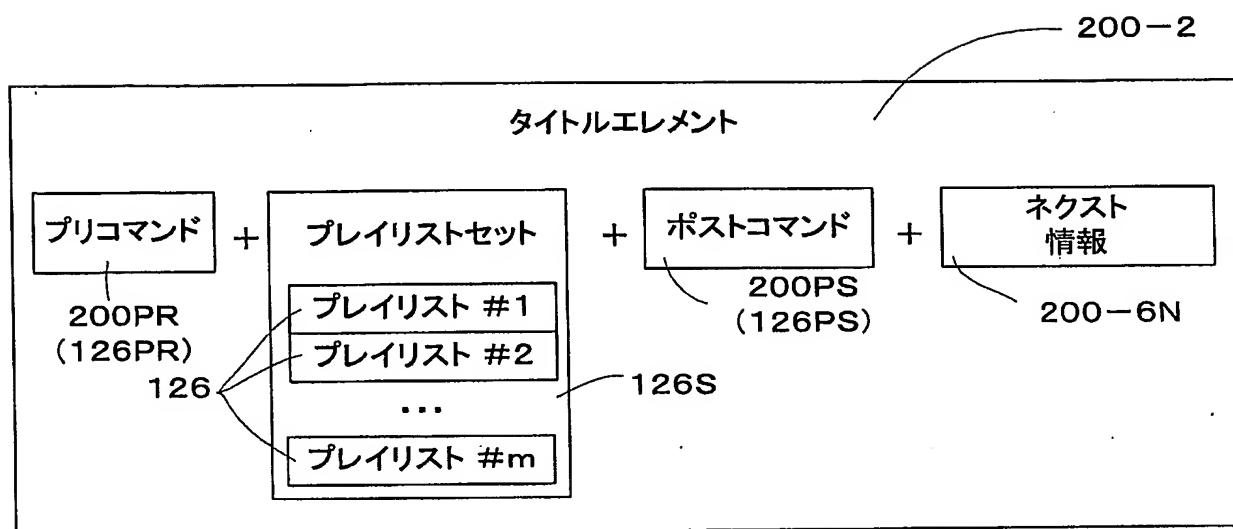 200-2
タイトルエレメント
プリコマンド
+
プレイリストセット
+
ポストコマンド
+
ネクスト
情報
200PR
(126PR)
プレイリスト #1
プレイリスト #2
...
プレイリスト #m
126
126S
200PS
(126PS)
200-6N